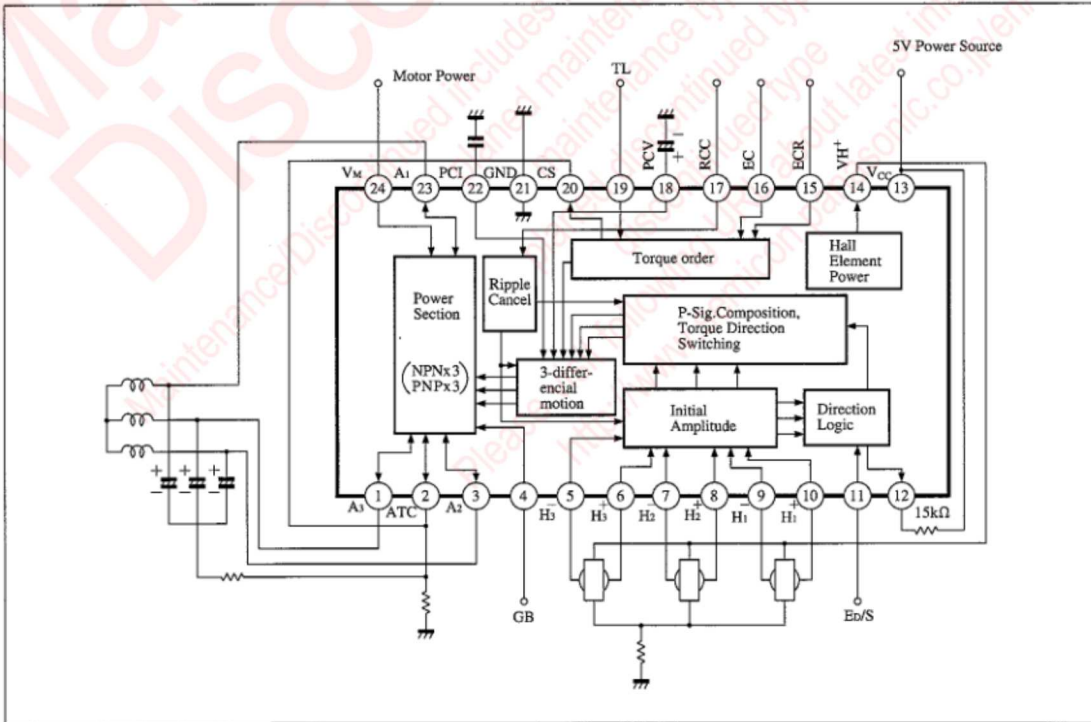 5V Power Source
Motor Power
TL
PCV
RCC
EC
ECR
VH+
VM
A1
PCI
GND
CS
VCC
24
23
22
21
20
19
18
17
16
15
14
13
Torque order
Hall
Element
Power
Ripple
Cancel
Power
Section
(NPNx3
PNPx3)
P-Sig.Composition,
Torque Direction
Switching
3-differ-
encial
motion
Initial
Amplitude
Direction
Logic
1
2
3
4
5
6
7
8
9
10
11
12
A3
ATC
A2
H3-
H3+
H2-
H2+
H1-
H1+
15kΩ
GB
ED/S
+
−
+
−
+
−
−
+